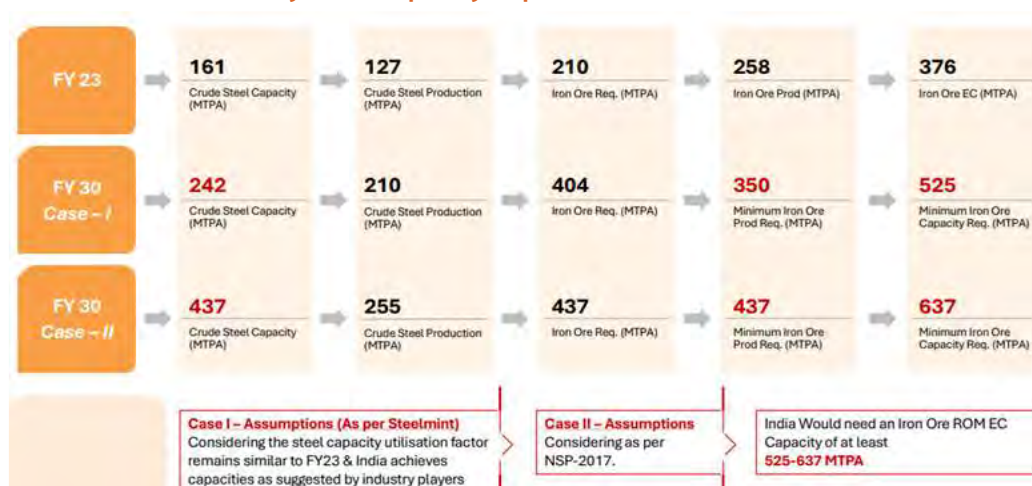 FY 23
161
Crude Steel Capacity
(MTPA)
127
Crude Steel Production
(MTPA)
210
Iron Ore Req. (MTPA)
258
Iron Ore Prod (MTPA)
376
Iron Ore EC (MTPA)
FY 30
Case – I
242
Crude Steel Capacity
(MTPA)
210
Crude Steel Production
(MTPA)
404
Iron Ore Req. (MTPA)
350
Minimum Iron Ore
Prod Req. (MTPA)
525
Minimum Iron Ore
Capacity Req. (MTPA)
FY 30
Case – II
437
Crude Steel Capacity
(MTPA)
255
Crude Steel Production
(MTPA)
437
Iron Ore Req. (MTPA)
437
Minimum Iron Ore
Prod Req. (MTPA)
637
Minimum Iron Ore
Capacity Req. (MTPA)
Case I – Assumptions (As per Steelmint)
Considering the steel capacity utilisation factor
remains similar to FY23 & India achieves
capacities as suggested by industry players
Case II – Assumptions
Considering as per
NSP-2017.
India Would need an Iron Ore ROM EC
Capacity of at least
525-637 MTPA